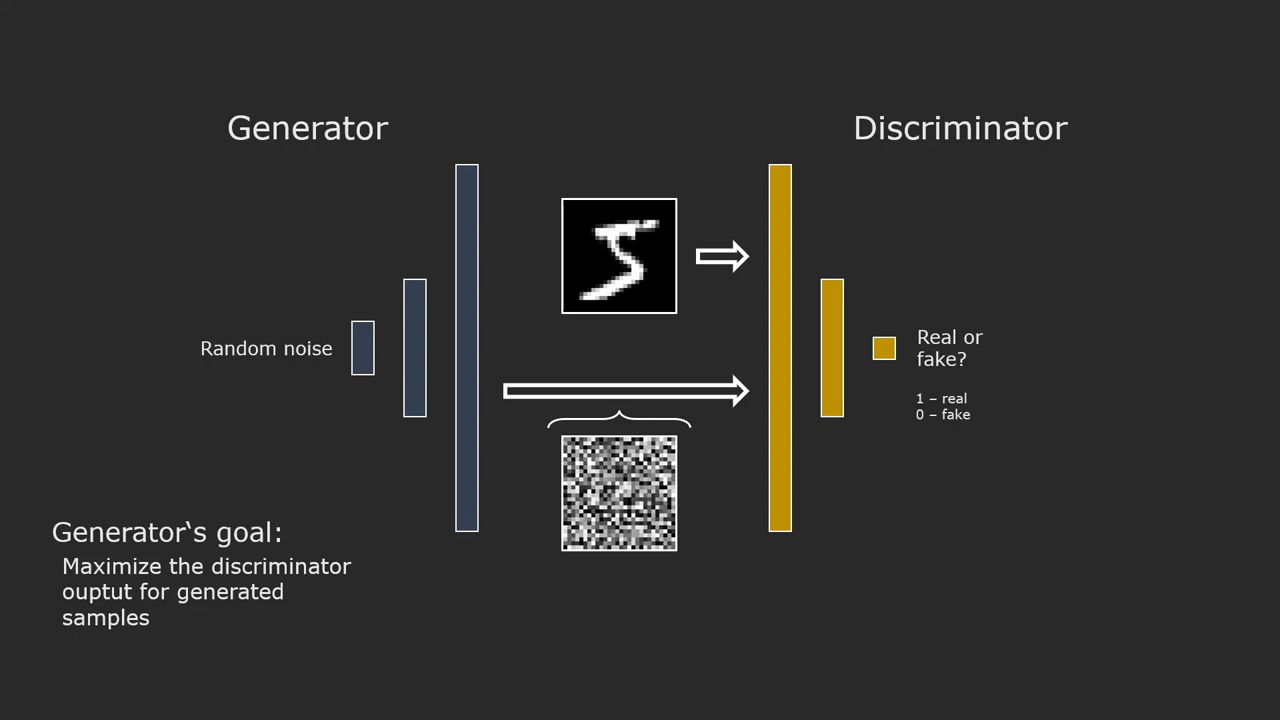 Generator
Discriminator
Random noise
Real or
fake?
1 – real
0 – fake
Generator‘s goal:
Maximize the discriminator
ouptut for generated
samples